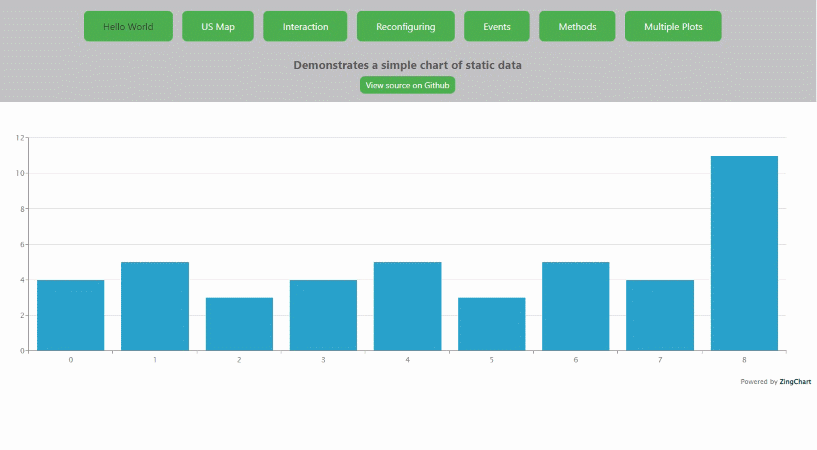 Hello World US Map Interaction Reconfiguring Events Methods Multiple Plots
Demonstrates a simple chart of static data
View source on Github
12
10
8
6
4
2
0
0 1 2 3 4 5 6 7 8
Powered by ZingChart